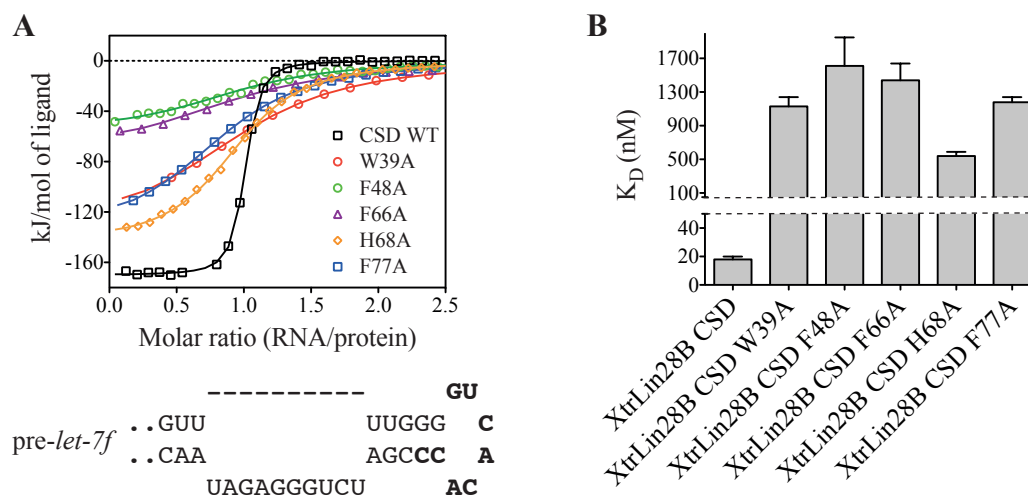 A
kJ/mol of ligand
0
-40
-80
-120
-160
CSD WT
W39A
F48A
F66A
H68A
F77A
0.0 0.5 1.0 1.5 2.0 2.5
Molar ratio (RNA/protein)
pre-let-7f
---------- GU
..GUU UUGGG C
..CAA AGCCC A
UAGAGGGUCU AC
B
K_D (nM)
1700
1300
900
500
100
40
20
0
XtrLin28B CSD
XtrLin28B CSD W39A
XtrLin28B CSD F48A
XtrLin28B CSD F66A
XtrLin28B CSD H68A
XtrLin28B CSD F77A